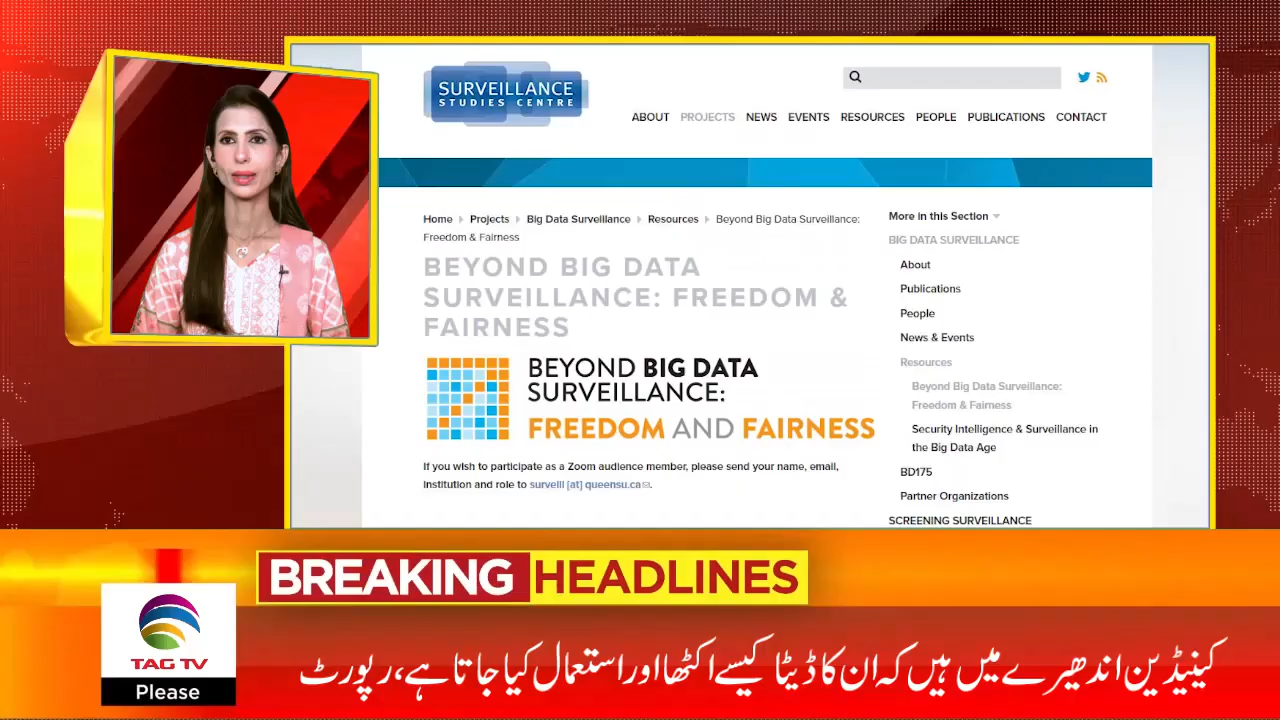 SURVEILLANCE
STUDIES CENTRE
ABOUT PROJECTS NEWS EVENTS RESOURCES PEOPLE PUBLICATIONS CONTACT
Home Projects Big Data Surveillance Resources Beyond Big Data Surveillance:
Freedom & Fairness
BEYOND BIG DATA
SURVEILLANCE: FREEDOM &
FAIRNESS
BEYOND BIG DATA
SURVEILLANCE:
FREEDOM AND FAIRNESS
If you wish to participate as a Zoom audience member, please send your name, email,
institution and role to surveill [at] queensu.ca.
More in this Section
BIG DATA SURVEILLANCE
About
Publications
People
News & Events
Resources
Beyond Big Data Surveillance:
Freedom & Fairness
Security Intelligence & Surveillance in
the Big Data Age
BD175
Partner Organizations
SCREENING SURVEILLANCE
BREAKING HEADLINES
TAG TV
Please
کینیڈین اندھیرے میں ہیں کہ ان کا ڈیٹا کیسے اکٹھا اور استعمال کیا جاتا ہے، رپورٹ